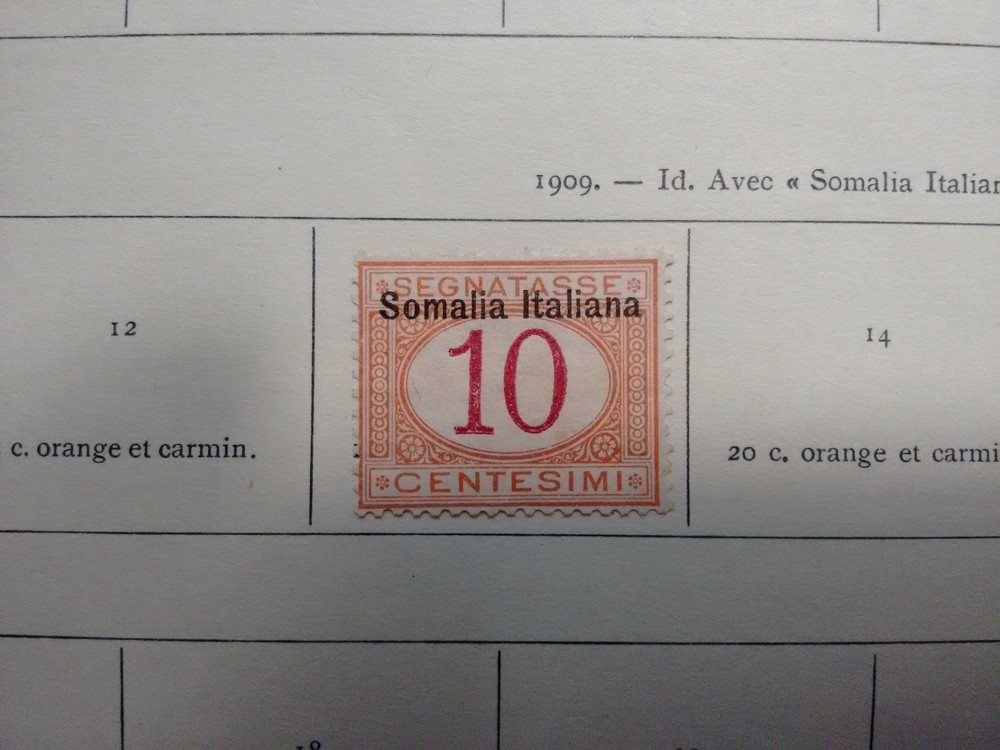 1909. — Id. Avec « Somalia Italian
12
14
SEGNATASSE
Somalia Italiana
10
CENTESIMI
c. orange et carmin.
20 c. orange et carmi
18